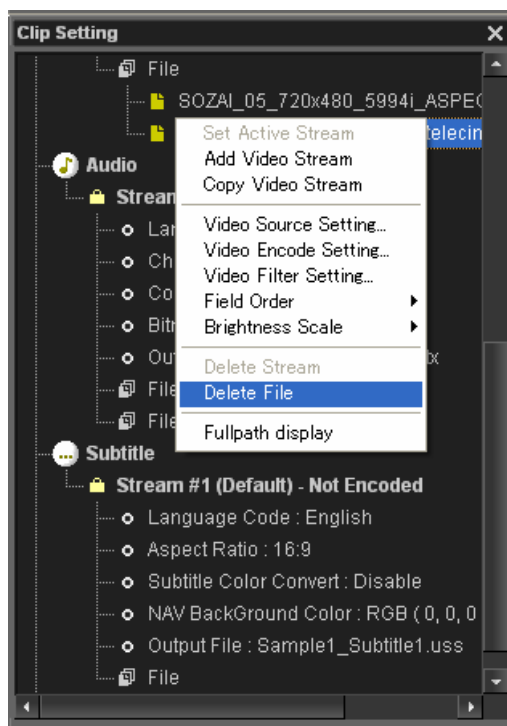 Clip Setting
File
SOZAI_05_720x480_5994i_ASPEC
telecin
Set Active Stream
Add Video Stream
Copy Video Stream
Video Source Setting...
Video Encode Setting...
Video Filter Setting...
Field Order
Brightness Scale
Delete Stream
Delete File
Fullpath display
Audio
Strean
Lan
Ch
Co
Bitr
Out
File
File
Subtitle
Stream #1 (Default) - Not Encoded
Language Code : English
Aspect Ratio : 16:9
Subtitle Color Convert : Disable
NAV BackGround Color : RGB ( 0, 0, 0
Output File : Sample1_Subtitle1.uss
File